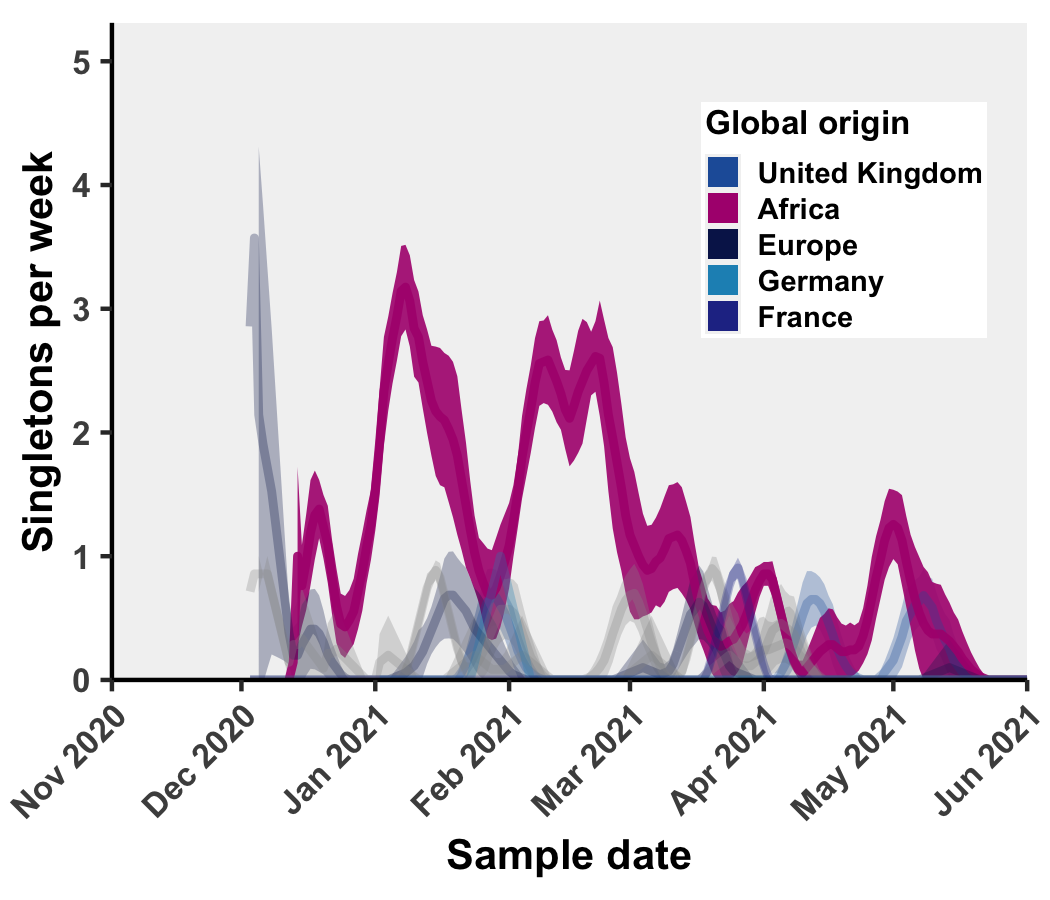 Singletons per week
5
4
3
2
1
0
Global origin
United Kingdom
Africa
Europe
Germany
France
Nov 2020
Dec 2020
Jan 2021
Feb 2021
Mar 2021
Apr 2021
May 2021
Jun 2021
Sample date